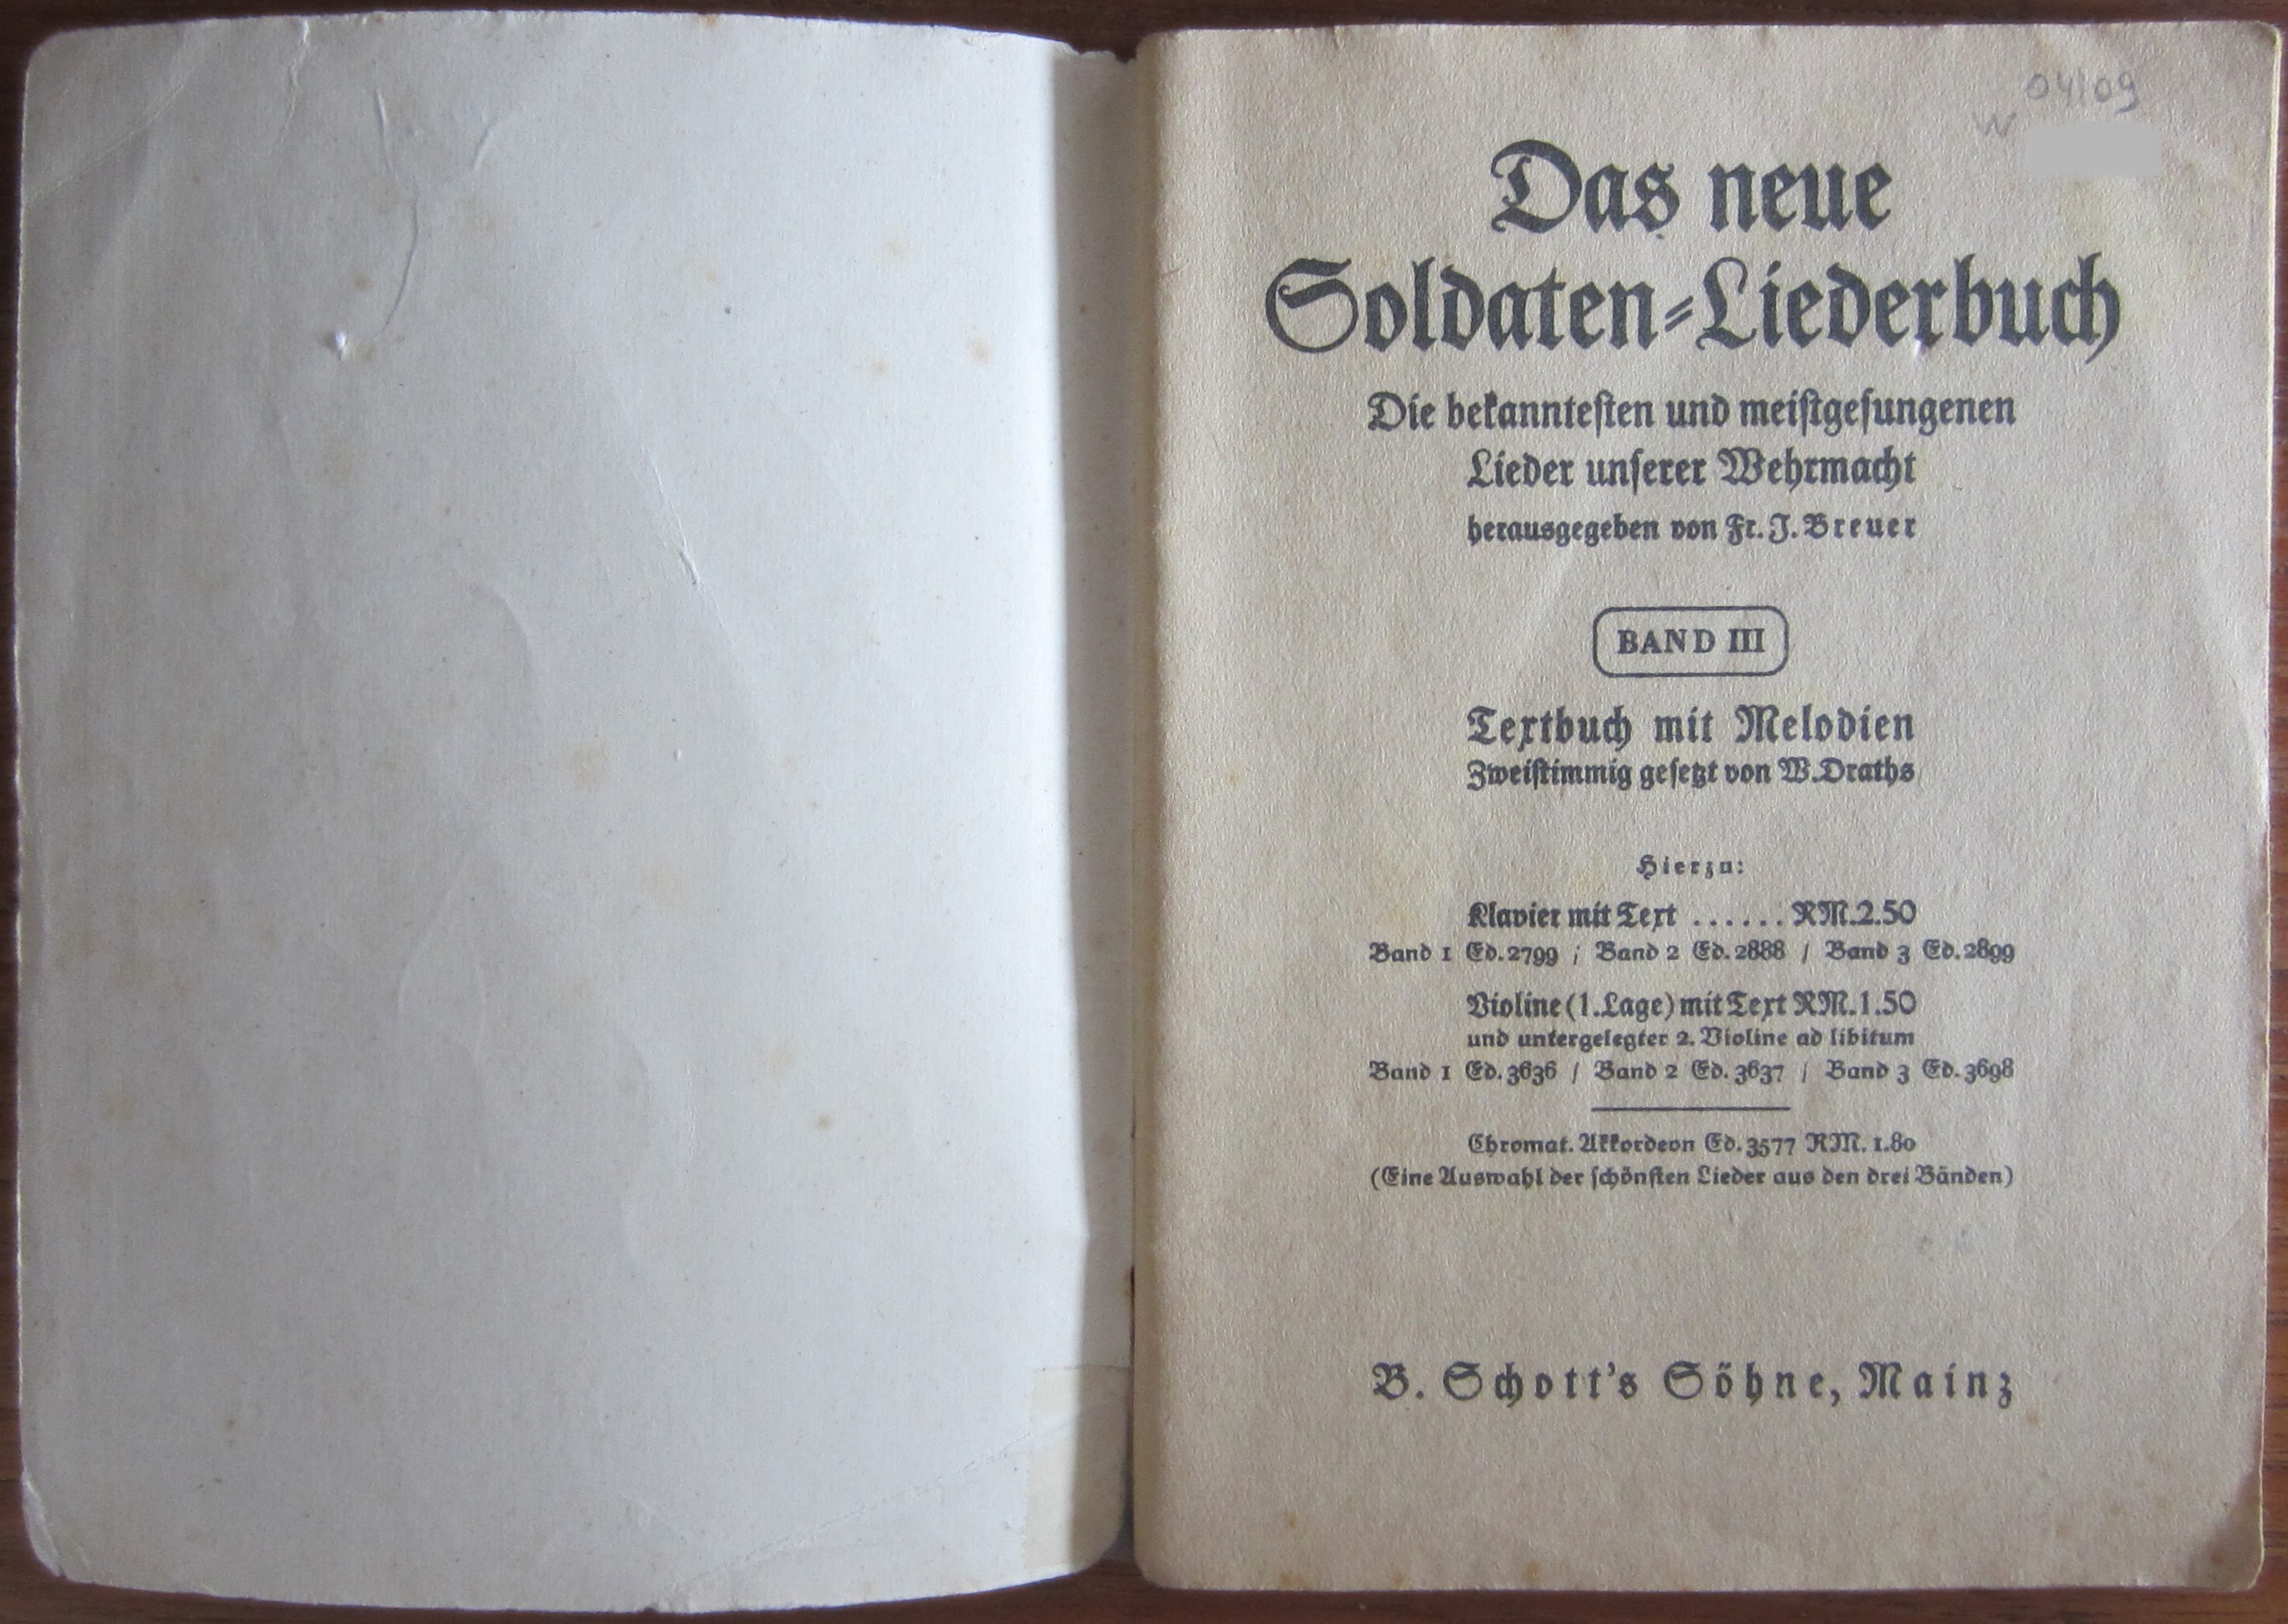 04/09
W
Das neue
Soldaten=Liederbuch
Die bekannteſten und meiſtgeſungenen
Lieder unſerer Wehrmacht
herausgegeben von Fr. J. Breuer
BAND III
Textbuch mit Melodien
Zweiſtimmig geſetzt von W. Draths
Hierzu:
Klavier mit Text ...... RM. 2.50
Band 1 Ed. 2799 / Band 2 Ed. 2888 / Band 3 Ed. 2899
Violine (1. Lage) mit Text RM. 1.50
und untergelegter 2. Violine ad libitum
Band 1 Ed. 3636 / Band 2 Ed. 3637 / Band 3 Ed. 3698
Chromat. Akkordeon Ed. 3577 RM. 1.80
(Eine Auswahl der ſchönſten Lieder aus den drei Bänden)
B. Schott's Söhne, Mainz